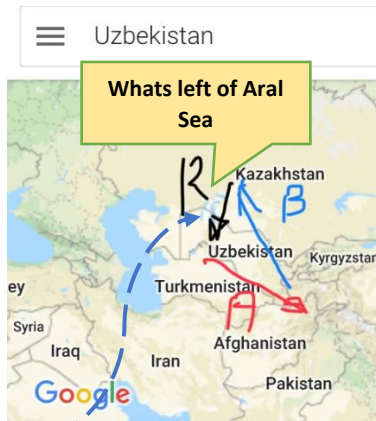 Uzbekistan
Whats left of Aral
Sea
R
Kazakhstan
B
Uzbekistan
Kyrgyzstan
ey
Turkmenistan
A
Syria
Afghanistan
Iraq
Iran
Pakistan
Google